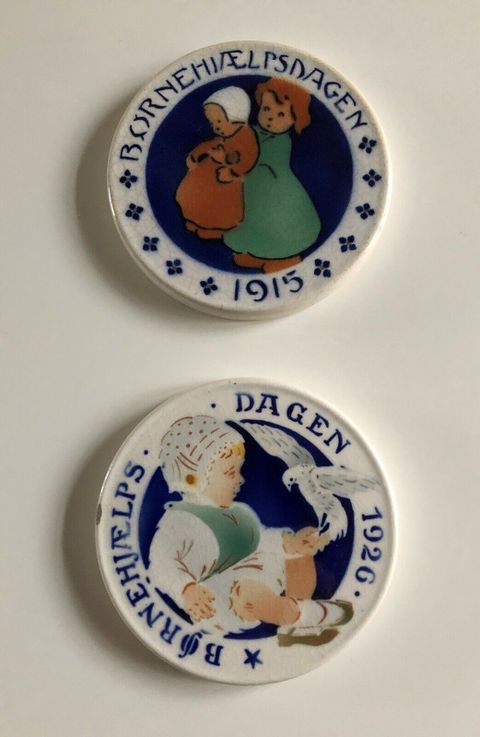 BØRNEHJÆLPSDAGEN
1915
BØRNEHJÆLPS·
·DAGEN·
1926·